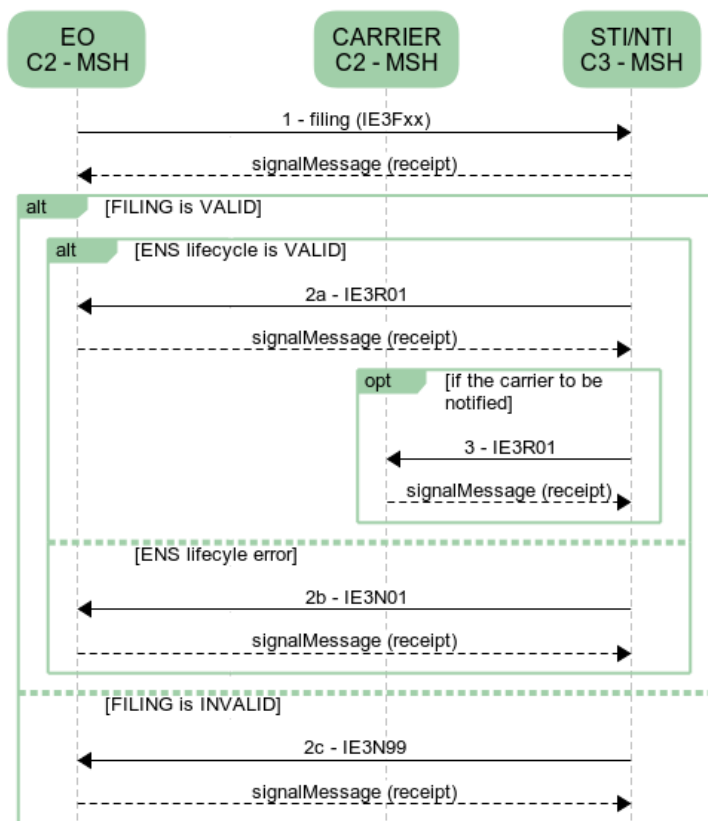 EO
C2 - MSH
CARRIER
C2 - MSH
STI/NTI
C3 - MSH
1 - filing (IE3Fxx)
signalMessage (receipt)
alt [FILING is VALID]
alt [ENS lifecycle is VALID]
2a - IE3R01
signalMessage (receipt)
opt [if the carrier to be
notified]
3 - IE3R01
signalMessage (receipt)
[ENS lifecyle error]
2b - IE3N01
signalMessage (receipt)
[FILING is INVALID]
2c - IE3N99
signalMessage (receipt)